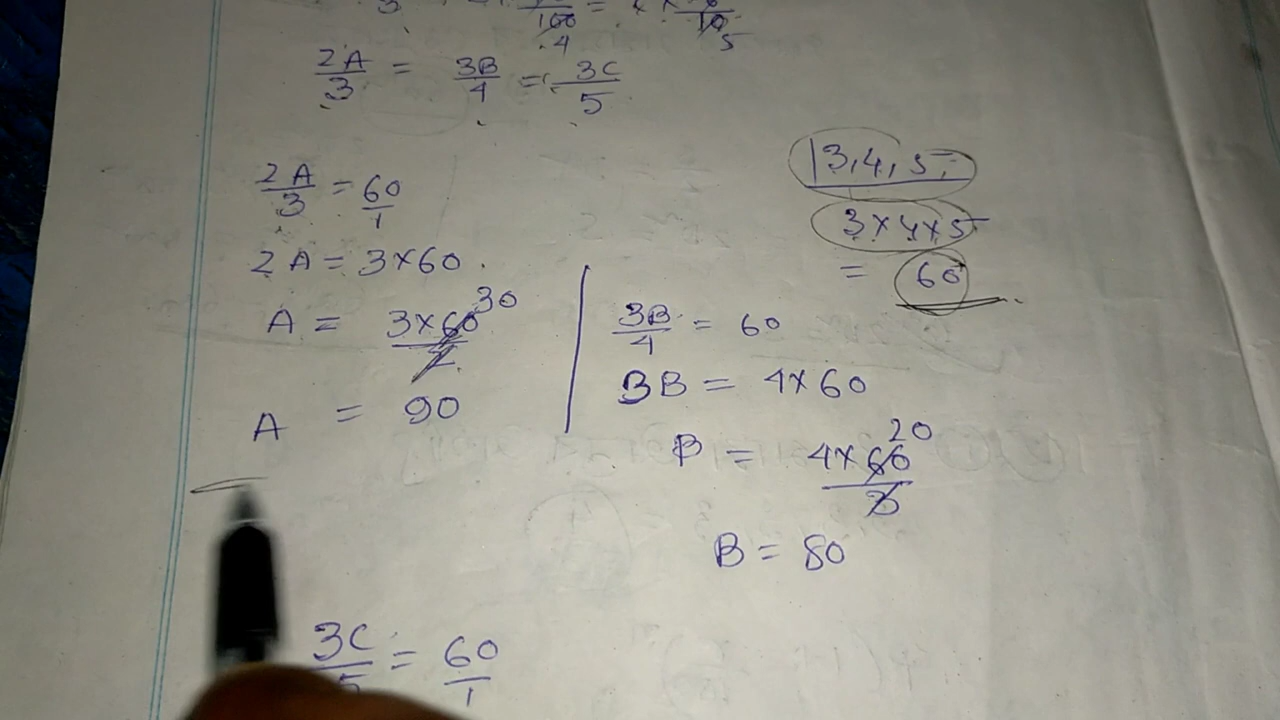 2A/3 = 3B/4 = 3C/5
2A/3 = 60/1
2A = 3×60
A = 3×60/2 30
A = 90
3,4,5
3×4×5
= 60
3B/4 = 60
3B = 4×60
B = 4×60/3 20
B = 80
3C/5 = 60/1